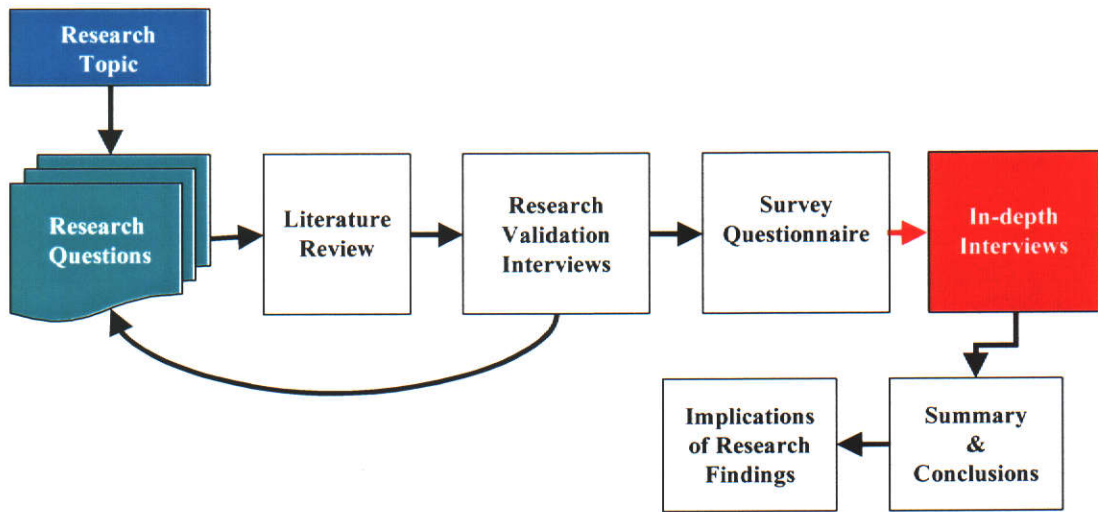 Research
Topic
Research
Questions
Literature
Review
Research
Validation
Interviews
Survey
Questionnaire
In-depth
Interviews
Summary
&
Conclusions
Implications
of Research
Findings